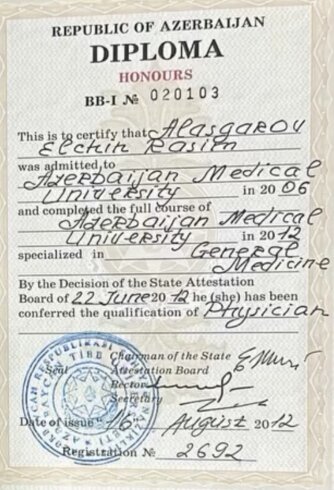 REPUBLIC OF AZERBAIJAN
DIPLOMA
HONOURS
BB-I № 020103
This is to certify that Alasgarov
Elchin Rasim
was admitted to
Azerbaijan Medical
University in 2006
and completed the full course of
Azerbaijan Medical
University in 2012
specialized in General
Medicine
By the Decision of the State Attestation
Board of 22 June 2012 he (she) has been
conferred the qualification of Physician
Chairman of the State
Seal Attestation Board
Rector
Secretary
Date of issue "16" August 2012
Registration № 2692